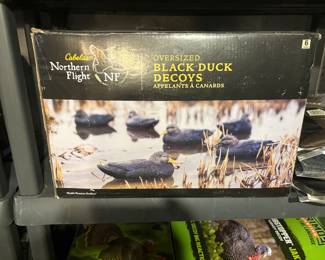 Cabela's
Northern
Flight
NF
OVERSIZED
BLACK DUCK
DECOYS
APPELANTS À CANARDS
6